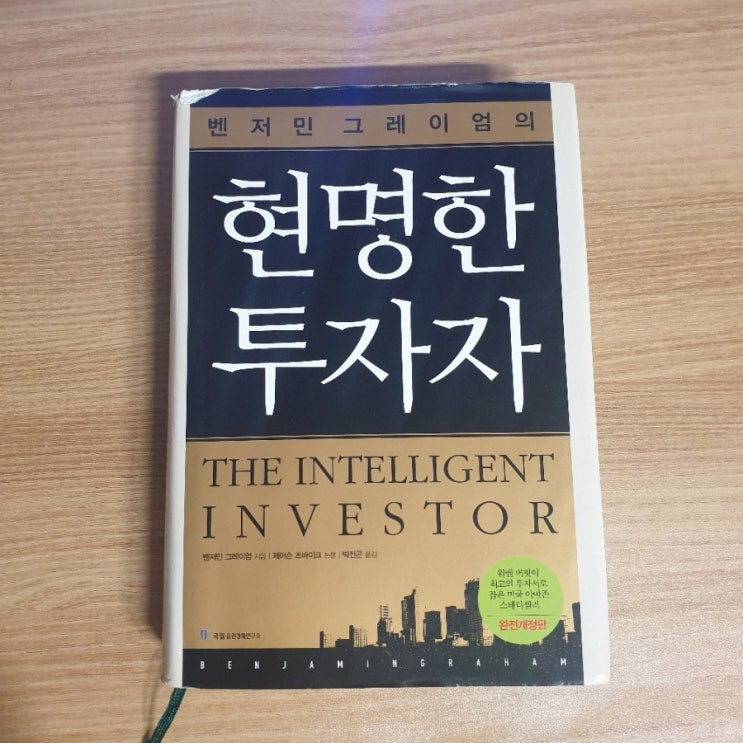 벤저민 그레이엄의
현명한
투자자
THE INTELLIGENT
INVESTOR
벤저민 그레이엄 지음 | 제이슨 츠바이크 논평 | 박진곤 옮김
워렌 버핏이
최고의 투자서로
꼽은 미국 아마존
스테디셀러
완전개정판
국일증권경제연구소
BENJAMIN GRAHAM